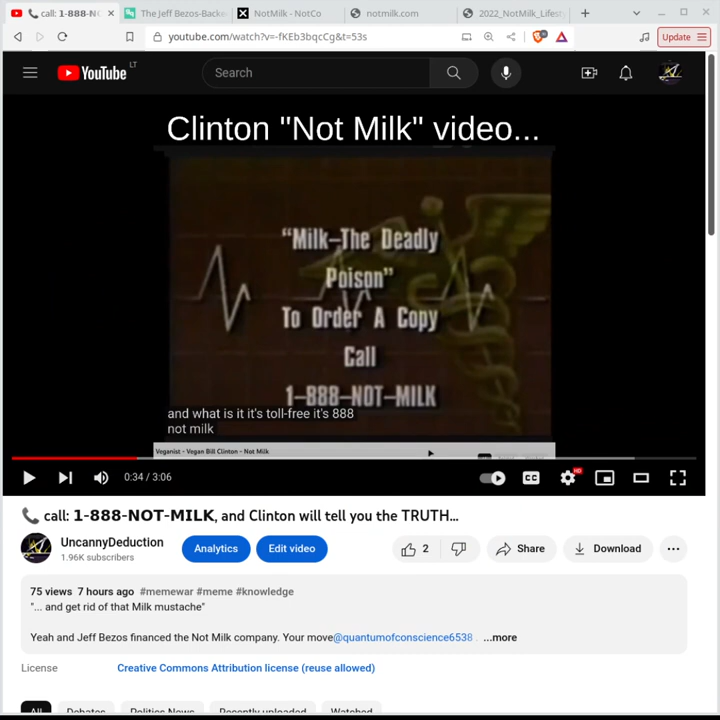 call: 1-888-NO
The Jeff Bezos-Backe
NotMilk - NotCo
notmilk.com
2022_NotMilk_Lifest
youtube.com/watch?v=-fKEb3bqcCg&t=53s
Update
YouTube LT
Search
Clinton "Not Milk" video...
“Milk–The Deadly
Poison”
To Order A Copy
Call
1–888–NOT–MILK
and what is it it's toll-free it's 888
not milk
Veganist - Vegan Bill Clinton - Not Milk
0:34 / 3:06
CC
HD
📞 call: 1-888-NOT-MILK, and Clinton will tell you the TRUTH...
UncannyDeduction
1.96K subscribers
Analytics
Edit video
2
Share
Download
75 views 7 hours ago #memewar #meme #knowledge
"... and get rid of that Milk mustache"
Yeah and Jeff Bezos financed the Not Milk company. Your move@quantumofconscience6538 . ...more
License
Creative Commons Attribution license (reuse allowed)
All
Debates
Politics News
Recently uploaded
Watched